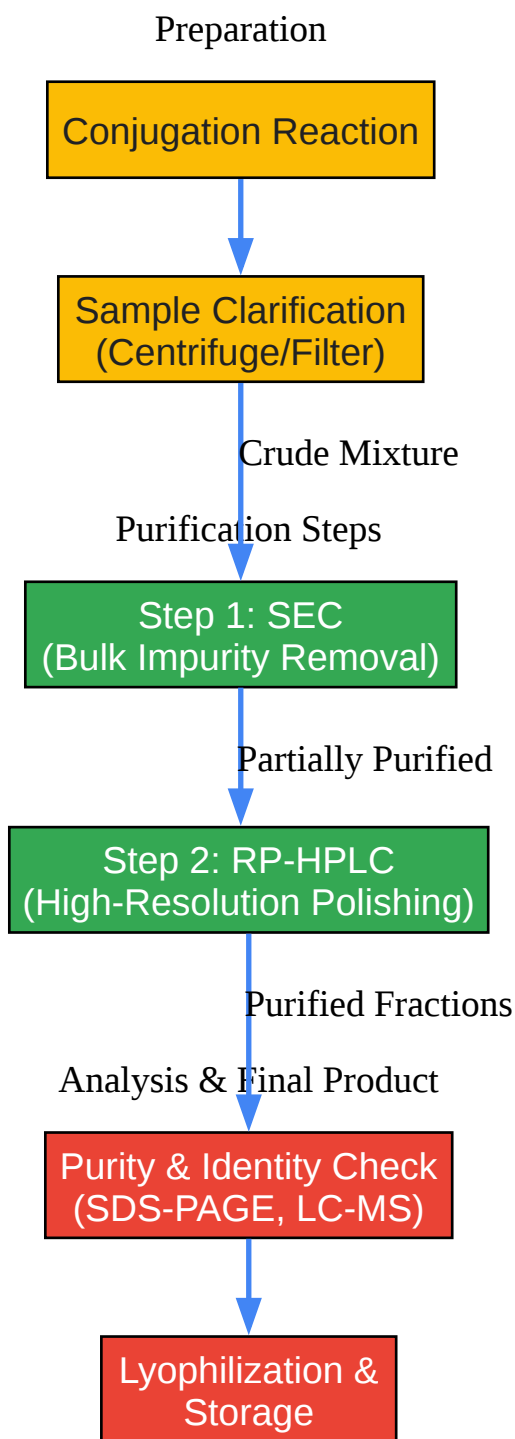 Preparation
Conjugation Reaction
Sample Clarification
(Centrifuge/Filter)
Crude Mixture
Purification Steps
Step 1: SEC
(Bulk Impurity Removal)
Partially Purified
Step 2: RP-HPLC
(High-Resolution Polishing)
Purified Fractions
Analysis & Final Product
Purity & Identity Check
(SDS-PAGE, LC-MS)
Lyophilization &
Storage